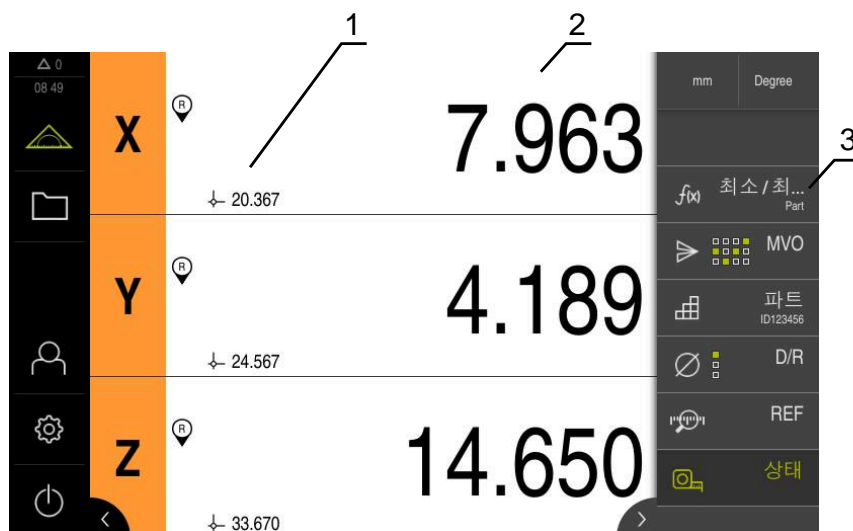 1
2
3
0
08 49
X
R
7.963
20.367
Y
R
4.189
24.567
Z
R
14.650
33.670
mm Degree
f(x) 최소 / 최...
Part
MVO
파트
ID123456
D/R
REF
상태